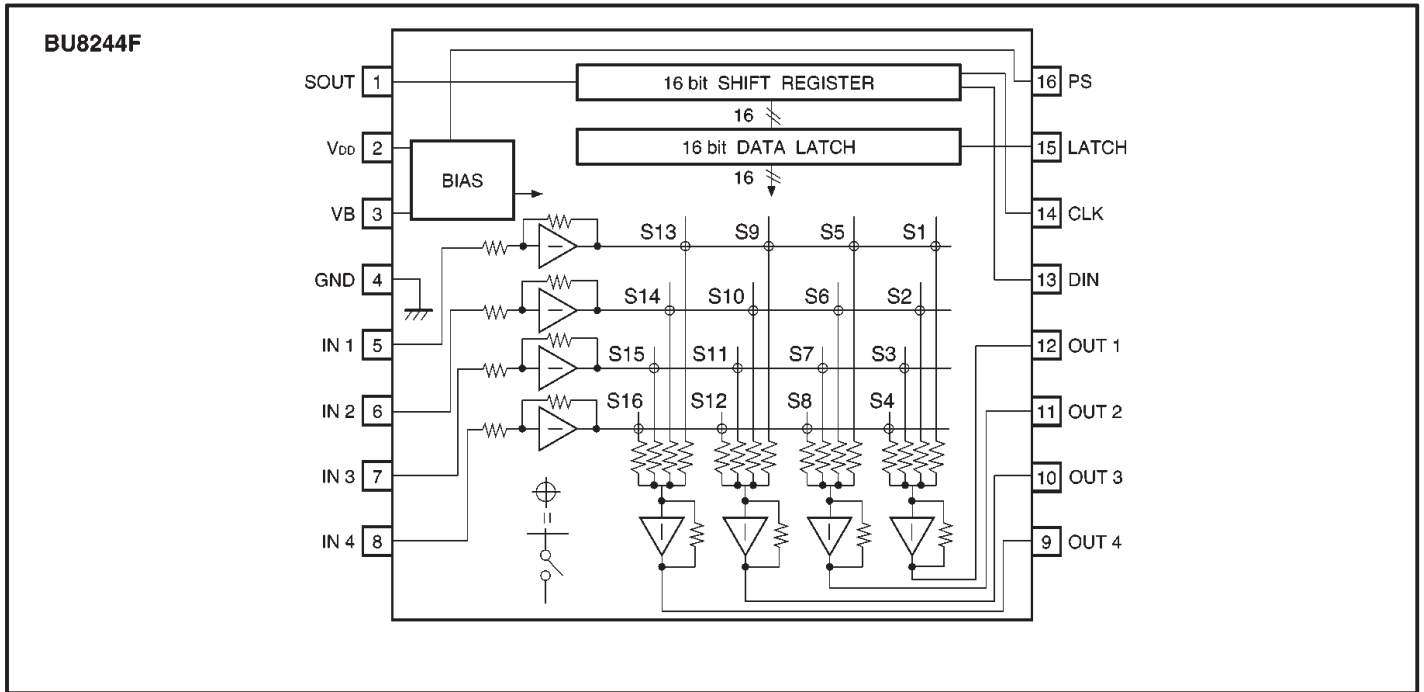 BU8244F
SOUT 1
VDD 2
VB 3
GND 4
IN 1 5
IN 2 6
IN 3 7
IN 4 8
16 bit SHIFT REGISTER
16
16 bit DATA LATCH
16
BIAS
S13 S9 S5 S1
S14 S10 S6 S2
S15 S11 S7 S3
S16 S12 S8 S4
16 PS
15 LATCH
14 CLK
13 DIN
12 OUT 1
11 OUT 2
10 OUT 3
9 OUT 4